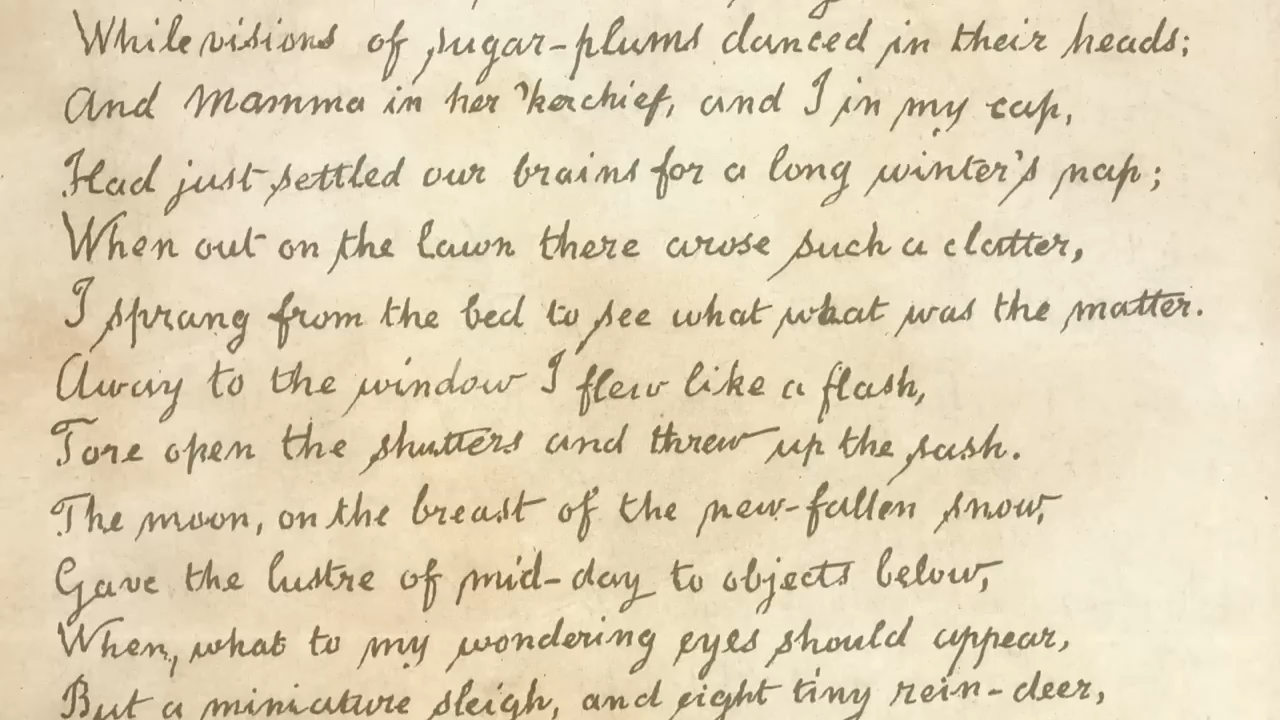 While visions of sugar-plums danced in their heads;
And Mamma in her 'kerchief, and I in my cap,
Had just settled our brains for a long winter's nap;
When out on the lawn there arose such a clatter,
I sprang from the bed to see what what was the matter.
Away to the window I flew like a flash,
Tore open the shutters and threw up the sash.
The moon, on the breast of the new-fallen snow,
Gave the lustre of mid-day to objects below,
When, what to my wondering eyes should appear,
But a miniature sleigh, and eight tiny rein-deer,